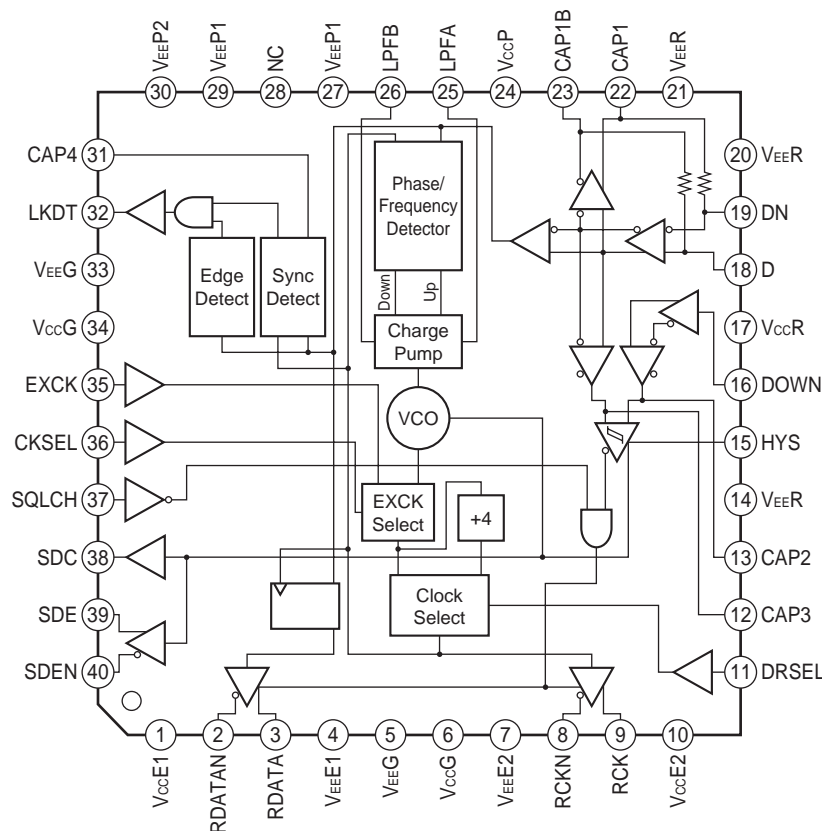 VEEP2
VEEP1
NC
VEEP1
LPFB
LPFA
VCCP
CAP1B
CAP1
VEER
30
29
28
27
26
25
24
23
22
21
CAP4 31
LKDT 32
VEEG 33
VCCG 34
EXCK 35
CKSEL 36
SQLCH 37
SDC 38
SDE 39
SDEN 40
Phase/
Frequency
Detector
Edge
Detect
Sync
Detect
Down
Up
Charge
Pump
VCO
EXCK
Select
+4
Clock
Select
20 VEER
19 DN
18 D
17 VCCR
16 DOWN
15 HYS
14 VEER
13 CAP2
12 CAP3
11 DRSEL
1
2
3
4
5
6
7
8
9
10
VCCE1
RDATAN
RDATA
VEEE1
VEEG
VCCG
VEEE2
RCKN
RCK
VCCE2